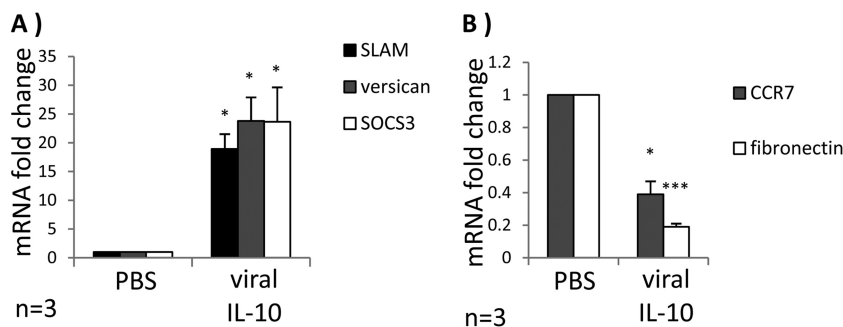 A )
mRNA fold change
35
30
25
20
15
10
5
0
*
*
*
SLAM
versican
SOCS3
PBS
viral
IL-10
n=3
B )
mRNA fold change
1.2
1
0.8
0.6
0.4
0.2
0
*
***
CCR7
fibronectin
PBS
viral
IL-10
n=3